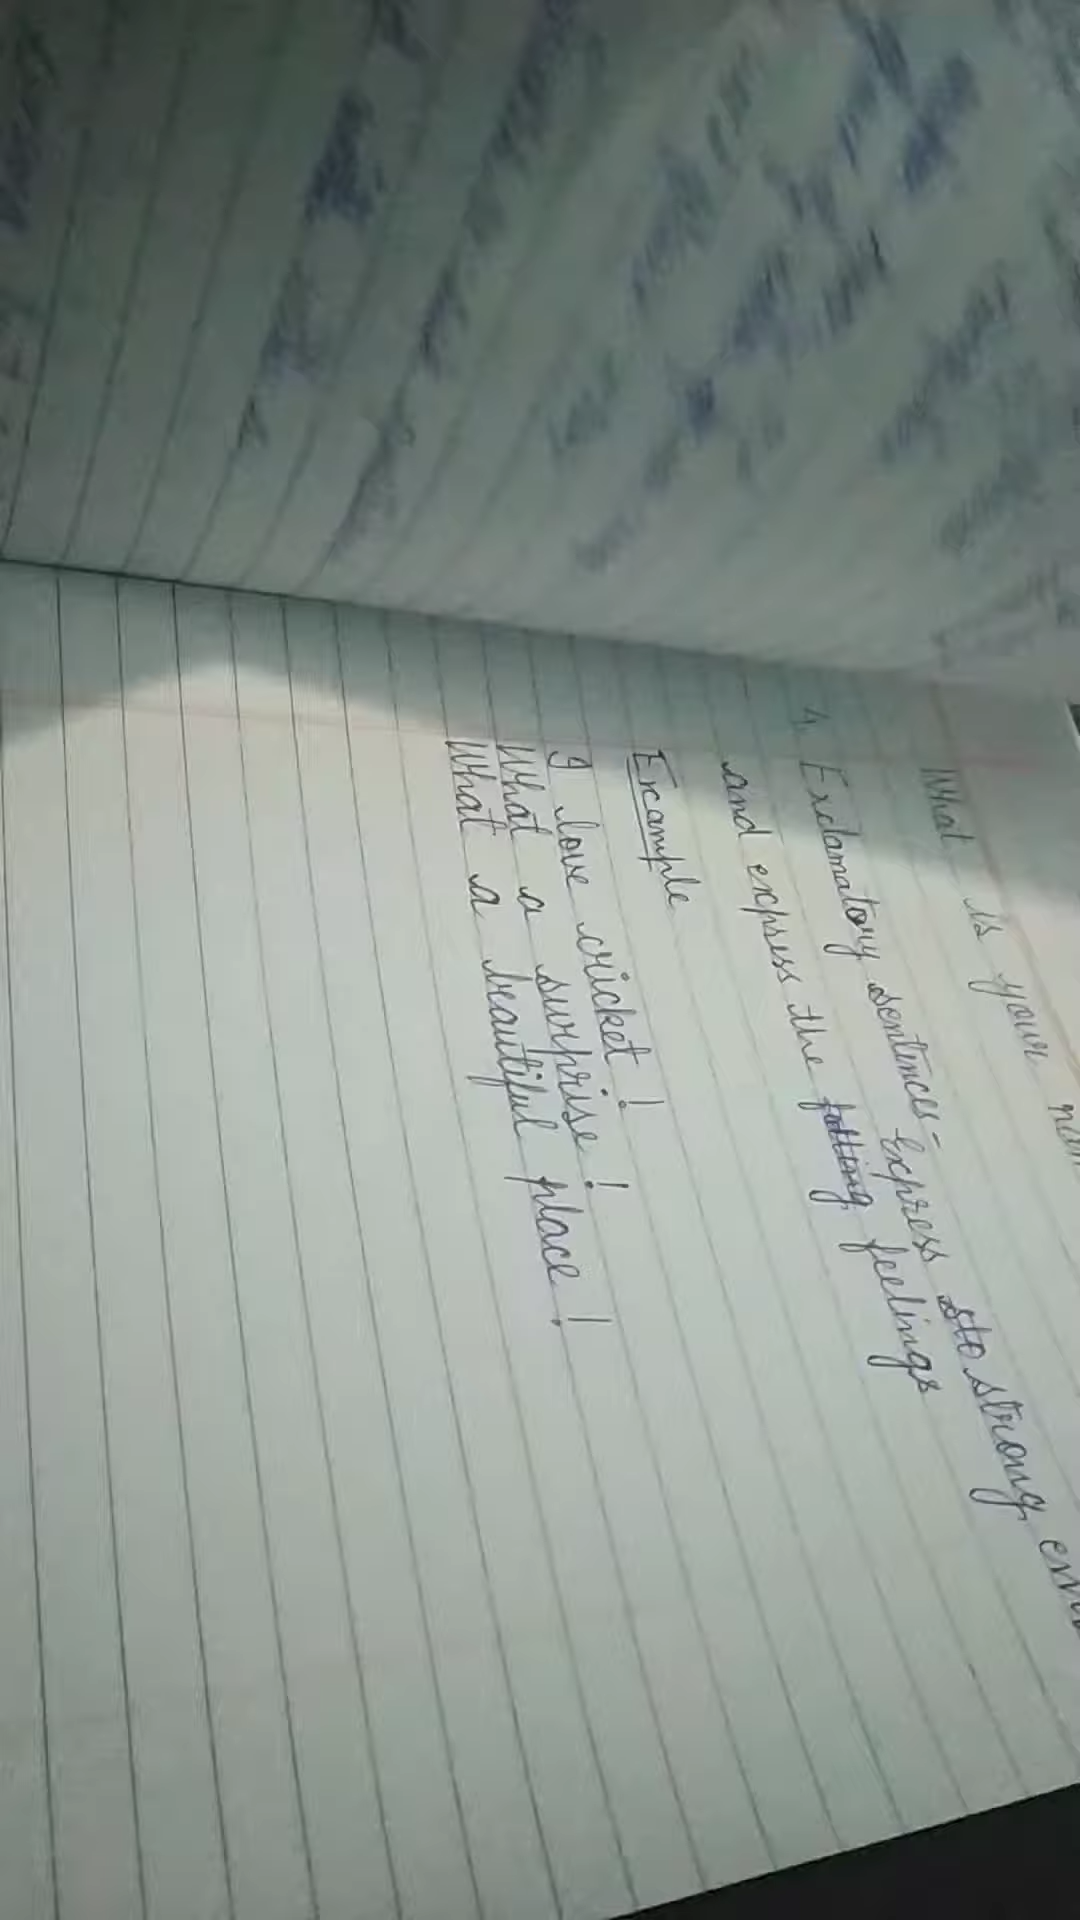 What is your
4. Exclamatory sentences - Express sto strong
and express the feelings
Example
I love cricket !
What a surprise !
What a beautiful place !